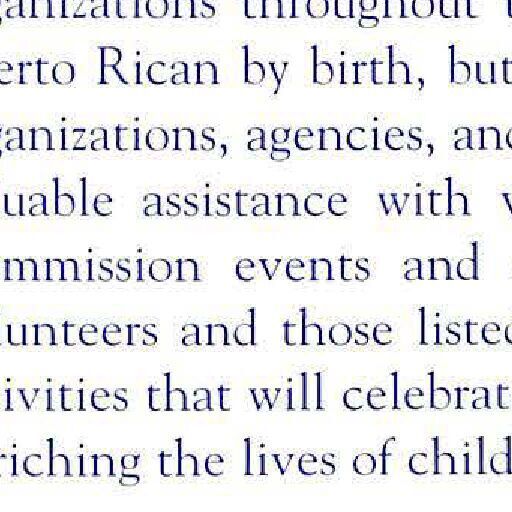 ganizations throughout t
erto Rican by birth, but
ganizations, agencies, and
uable assistance with v
mmission events and
lunteers and those listed
ivities that will celebrat
riching the lives of child